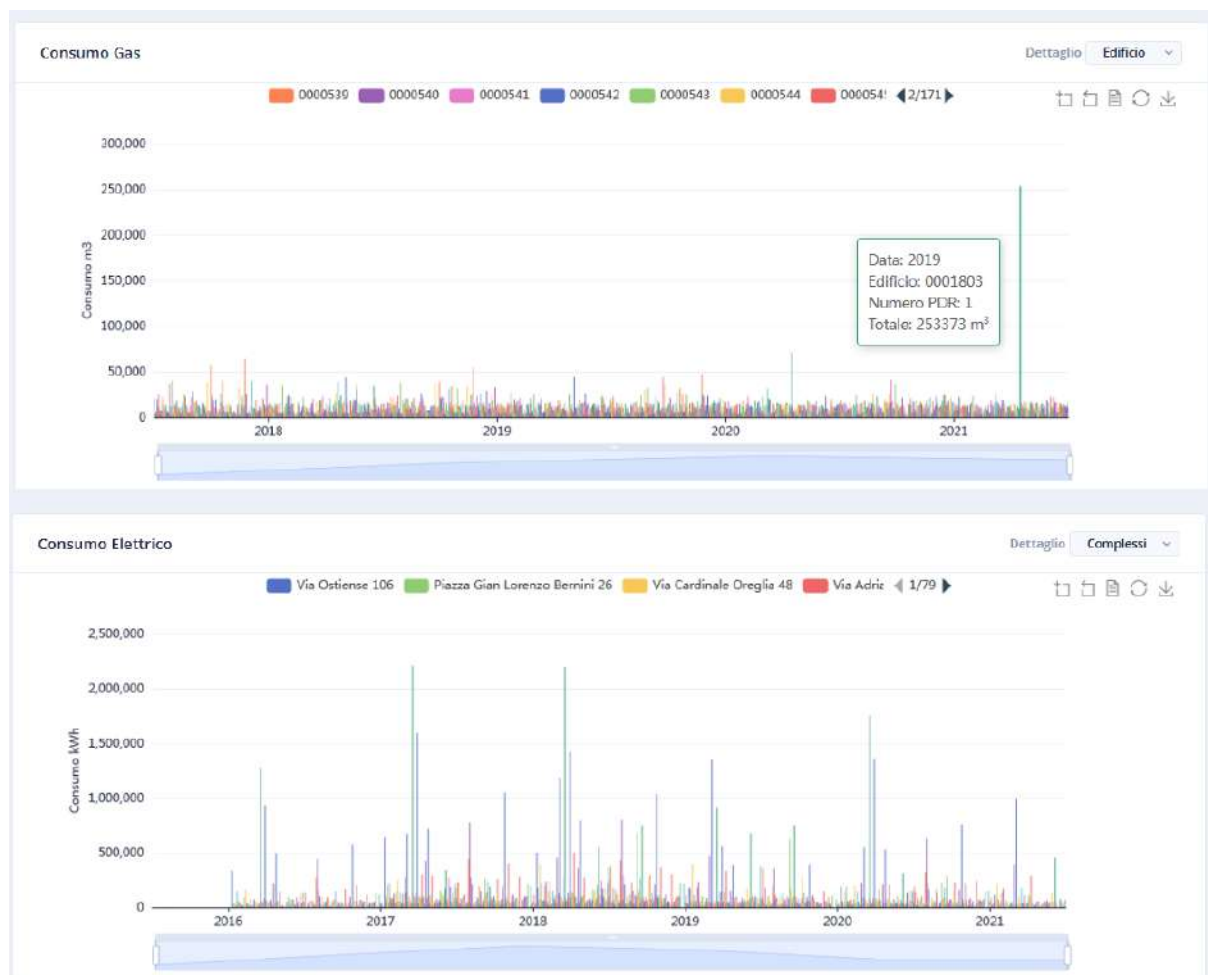 Consumo Gas
Dettaglio Edificio
0000539 0000540 0000541 0000542 0000543 0000544 000054 2/171
300,000
250,000
200,000
150,000
100,000
50,000
0
Consumo m3
Data: 2019
Edificio: 0001803
Numero PDR: 1
Totale: 253373 m³
2018 2019 2020 2021
Consumo Elettrico
Dettaglio Complessi
Via Ostiense 106 Piazza Gian Lorenzo Bernini 26 Via Cardinale Oreglia 48 Via Adria 1/79
2,500,000
2,000,000
1,500,000
1,000,000
500,000
0
Consumo kWh
2016 2017 2018 2019 2020 2021